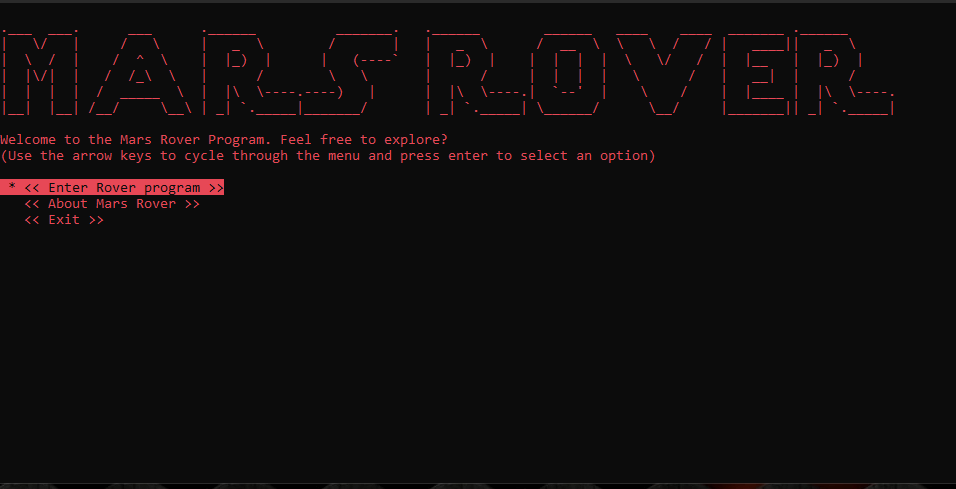 MARS ROVER
Welcome to the Mars Rover Program. Feel free to explore?
(Use the arrow keys to cycle through the menu and press enter to select an option)
* << Enter Rover program >>
<< About Mars Rover >>
<< Exit >>